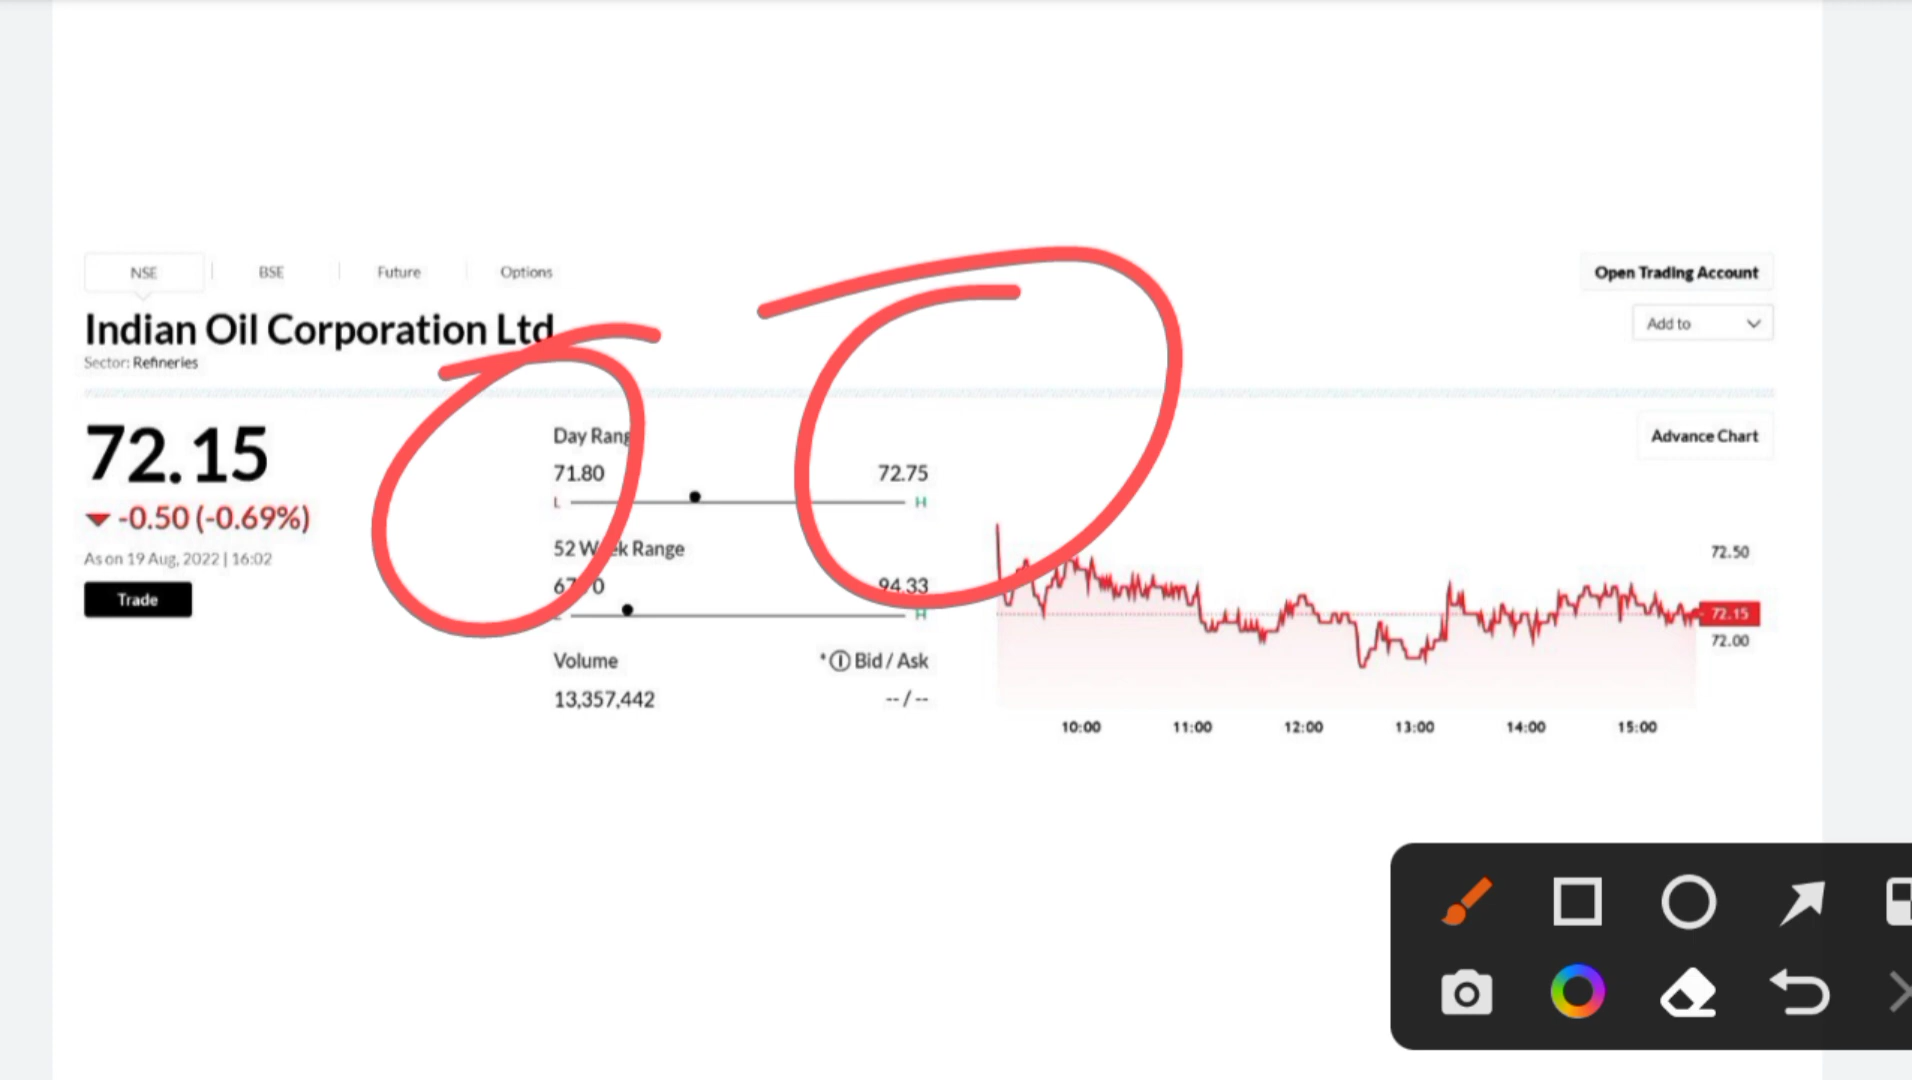 NSE BSE Future Options
Open Trading Account
Indian Oil Corporation Ltd
Add to
Sector: Refineries
72.15
-0.50 (-0.69%)
As on 19 Aug, 2022 | 16:02
Trade
Day
71.80 72.75
L H
52 Range
94.33
H
Volume *Bid / Ask
13,357,442 -- / --
Advance Chart
72.50
72.15
72.00
10:00 11:00 12:00 13:00 14:00 15:00